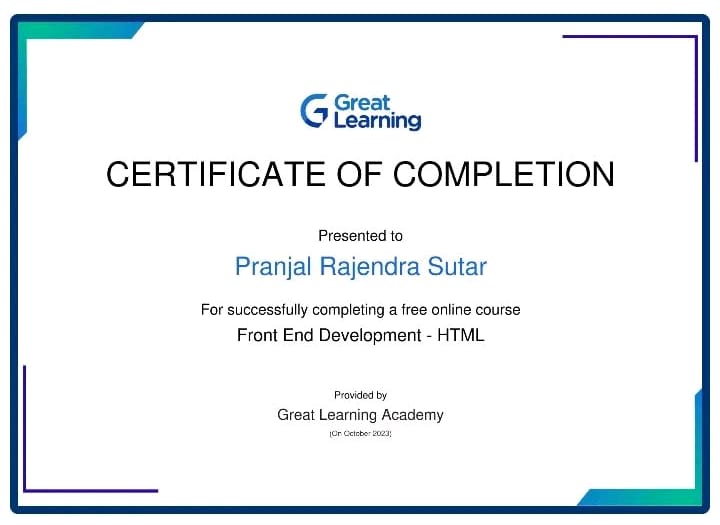 Great
Learning
CERTIFICATE OF COMPLETION
Presented to
Pranjal Rajendra Sutar
For successfully completing a free online course
Front End Development - HTML
Provided by
Great Learning Academy
(On October 2023)